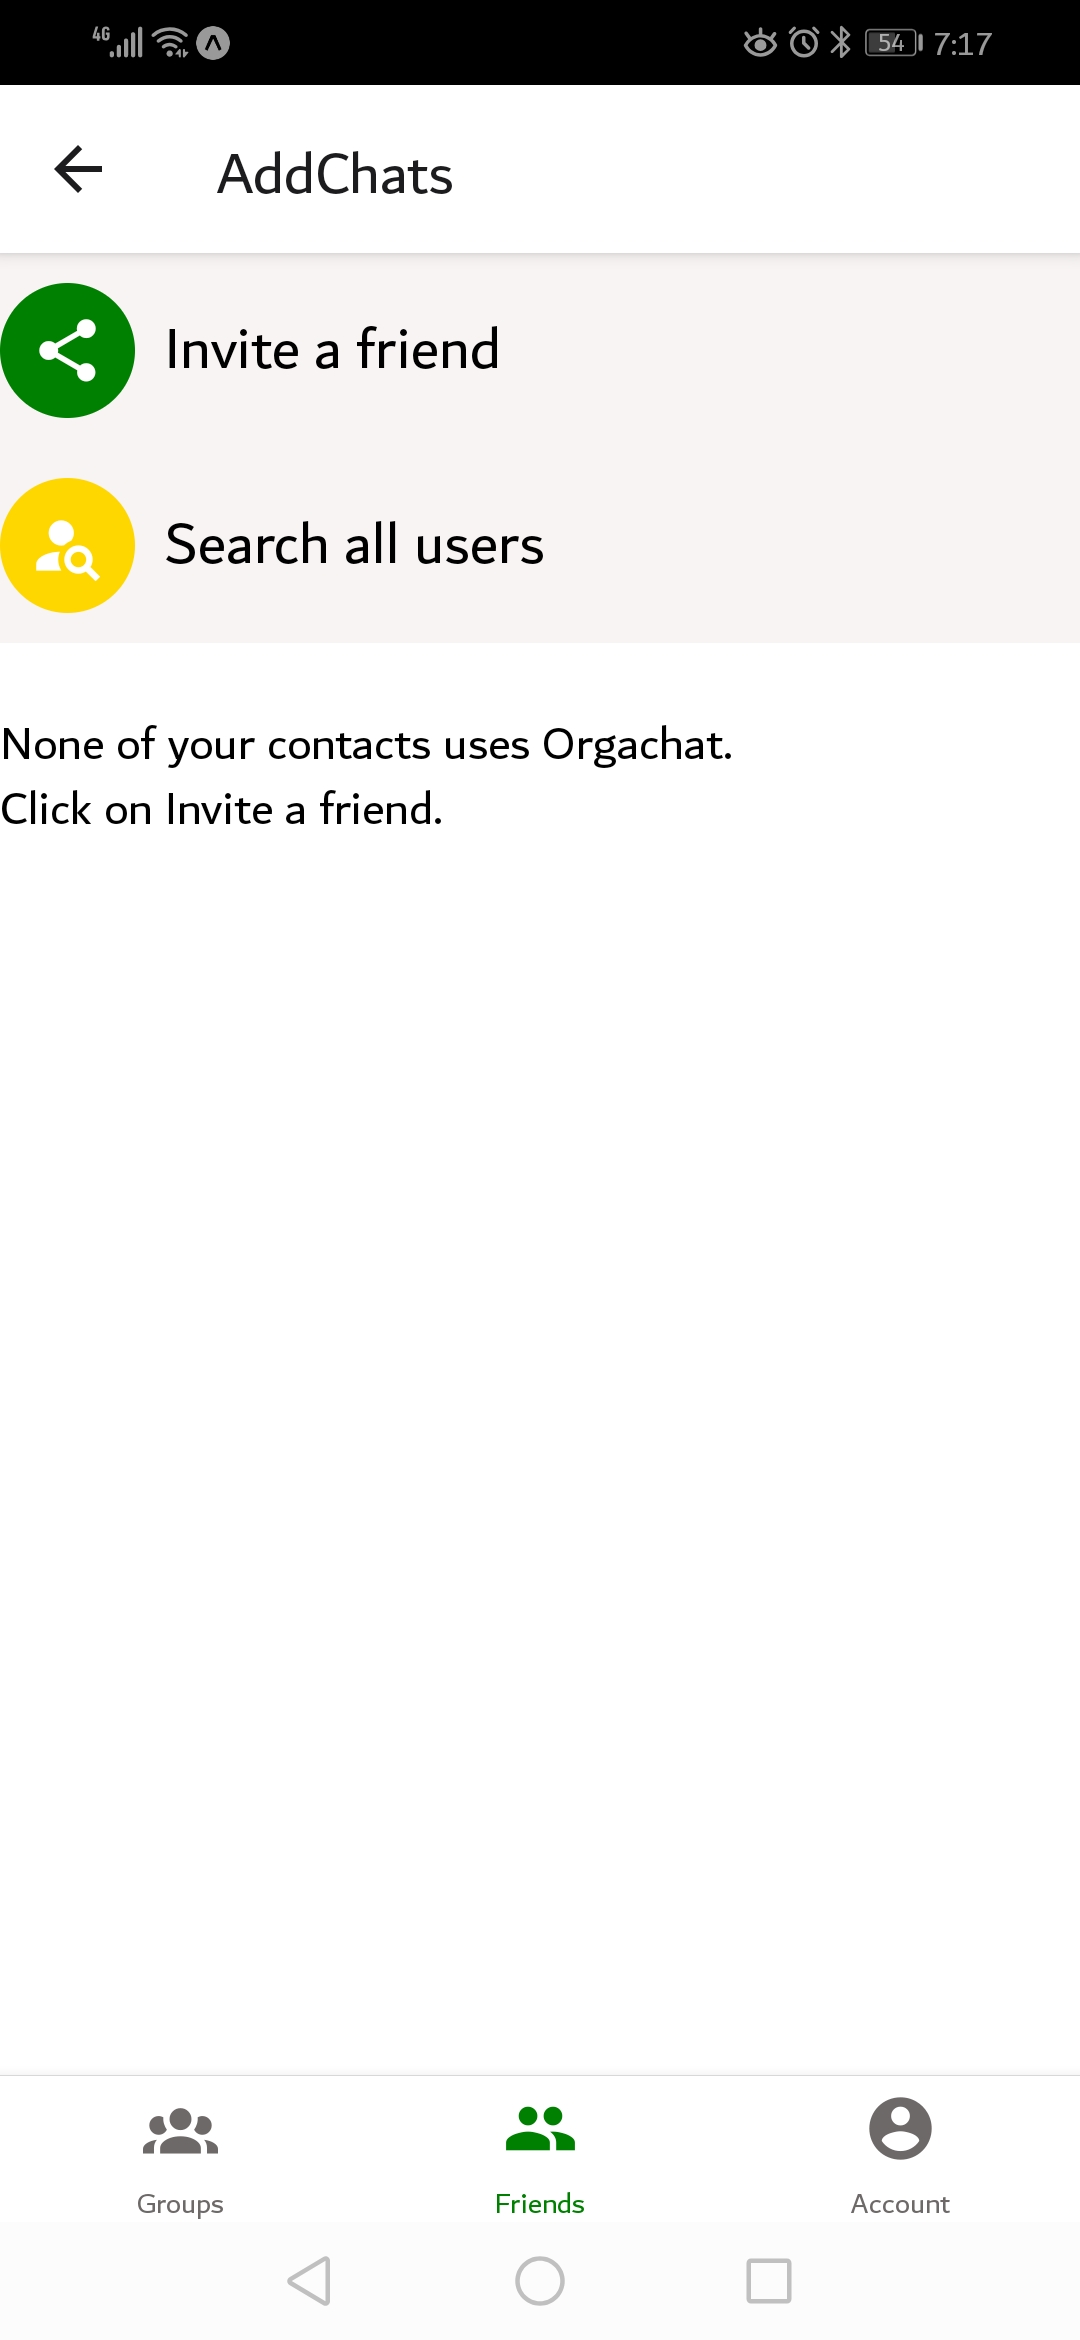 4G 54 7:17
AddChats
Invite a friend
Search all users
None of your contacts uses Orgachat.
Click on Invite a friend.
Groups Friends Account